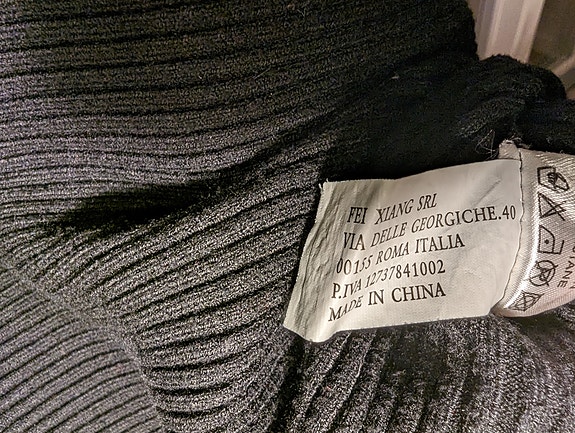 FEI XIANG SRL
VIA DELLE GEORGICHE.40
00155 ROMA ITALIA
P.IVA 12737841002
MADE IN CHINA